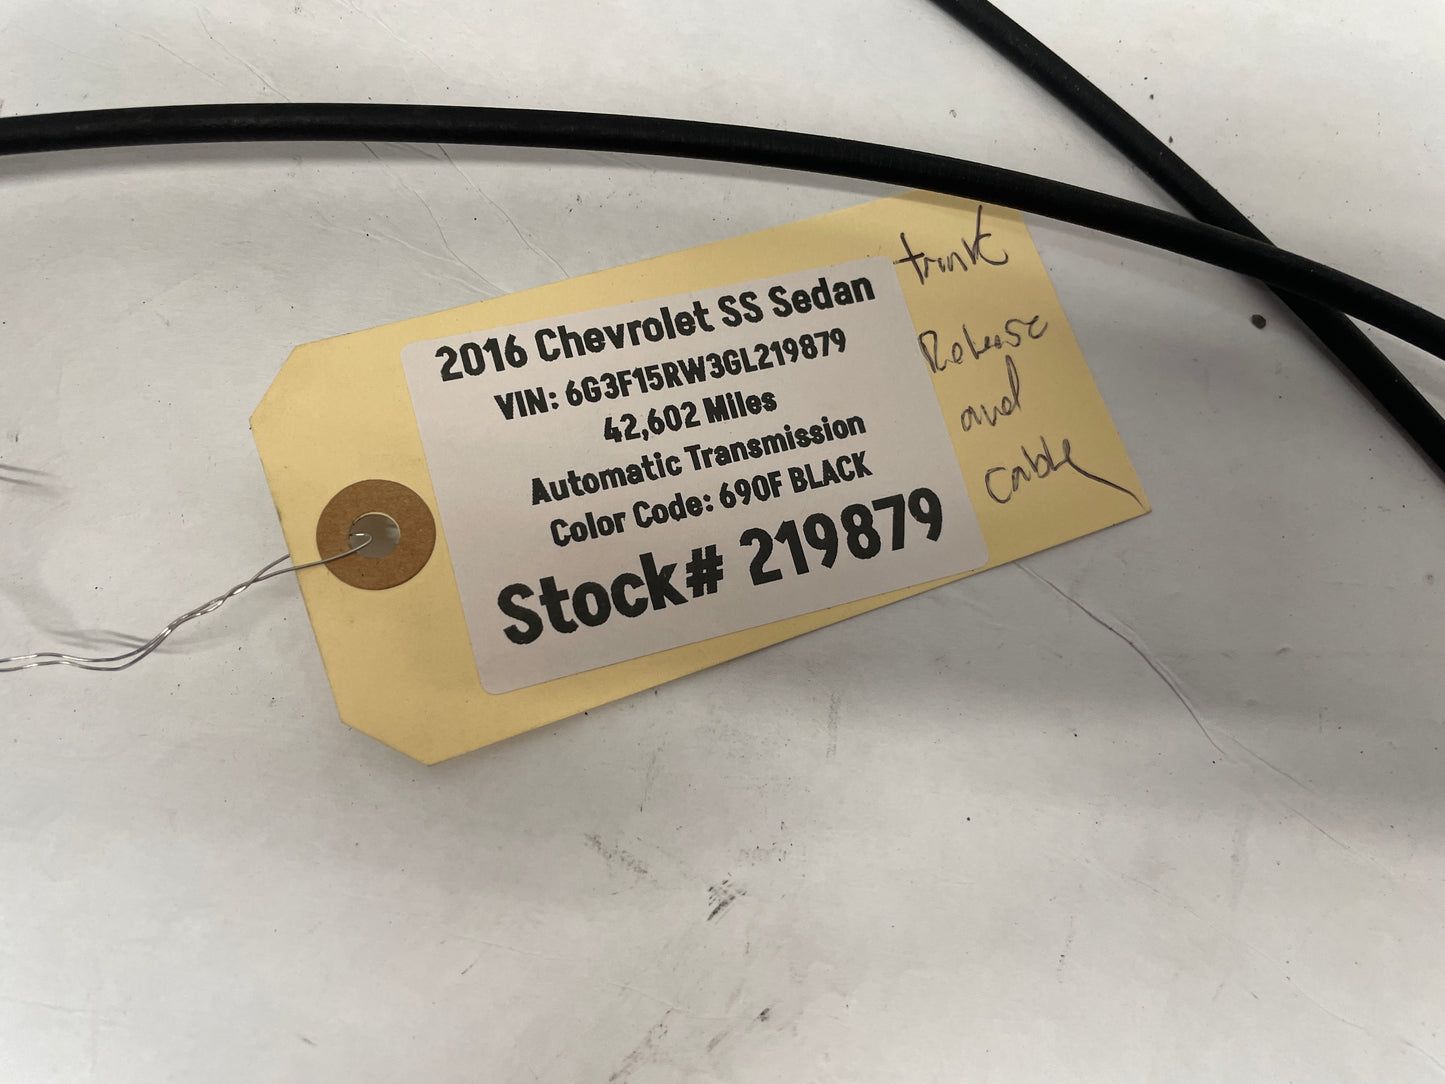 2016 Chevrolet SS Sedan
VIN: 6G3F15RW3GL219879
42,602 Miles
Automatic Transmission
Color Code: 690F BLACK
Stock# 219879
trunk
Release
and
cable